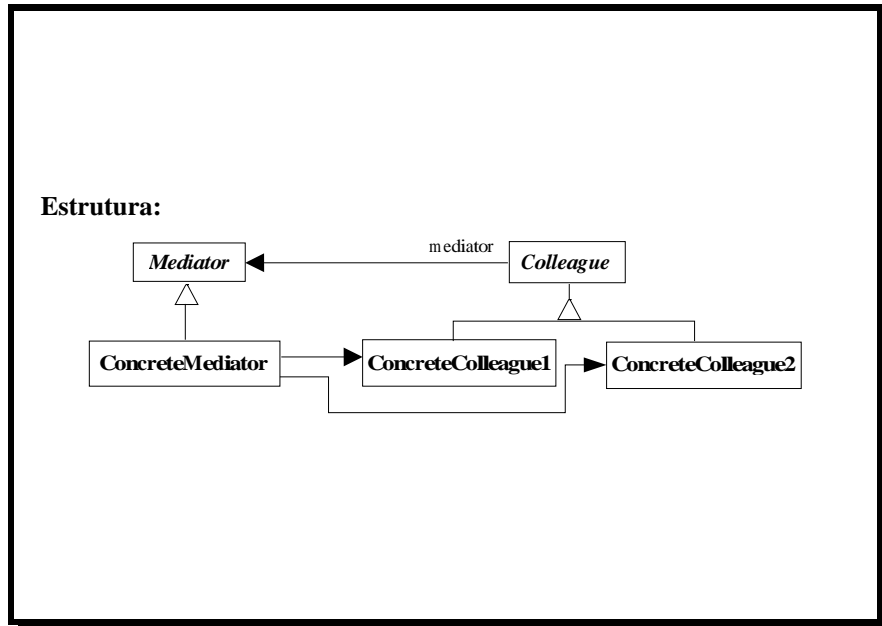 Estrutura:
mediator
Mediator
Colleague
ConcreteMediator
ConcreteColleague1
ConcreteColleague2